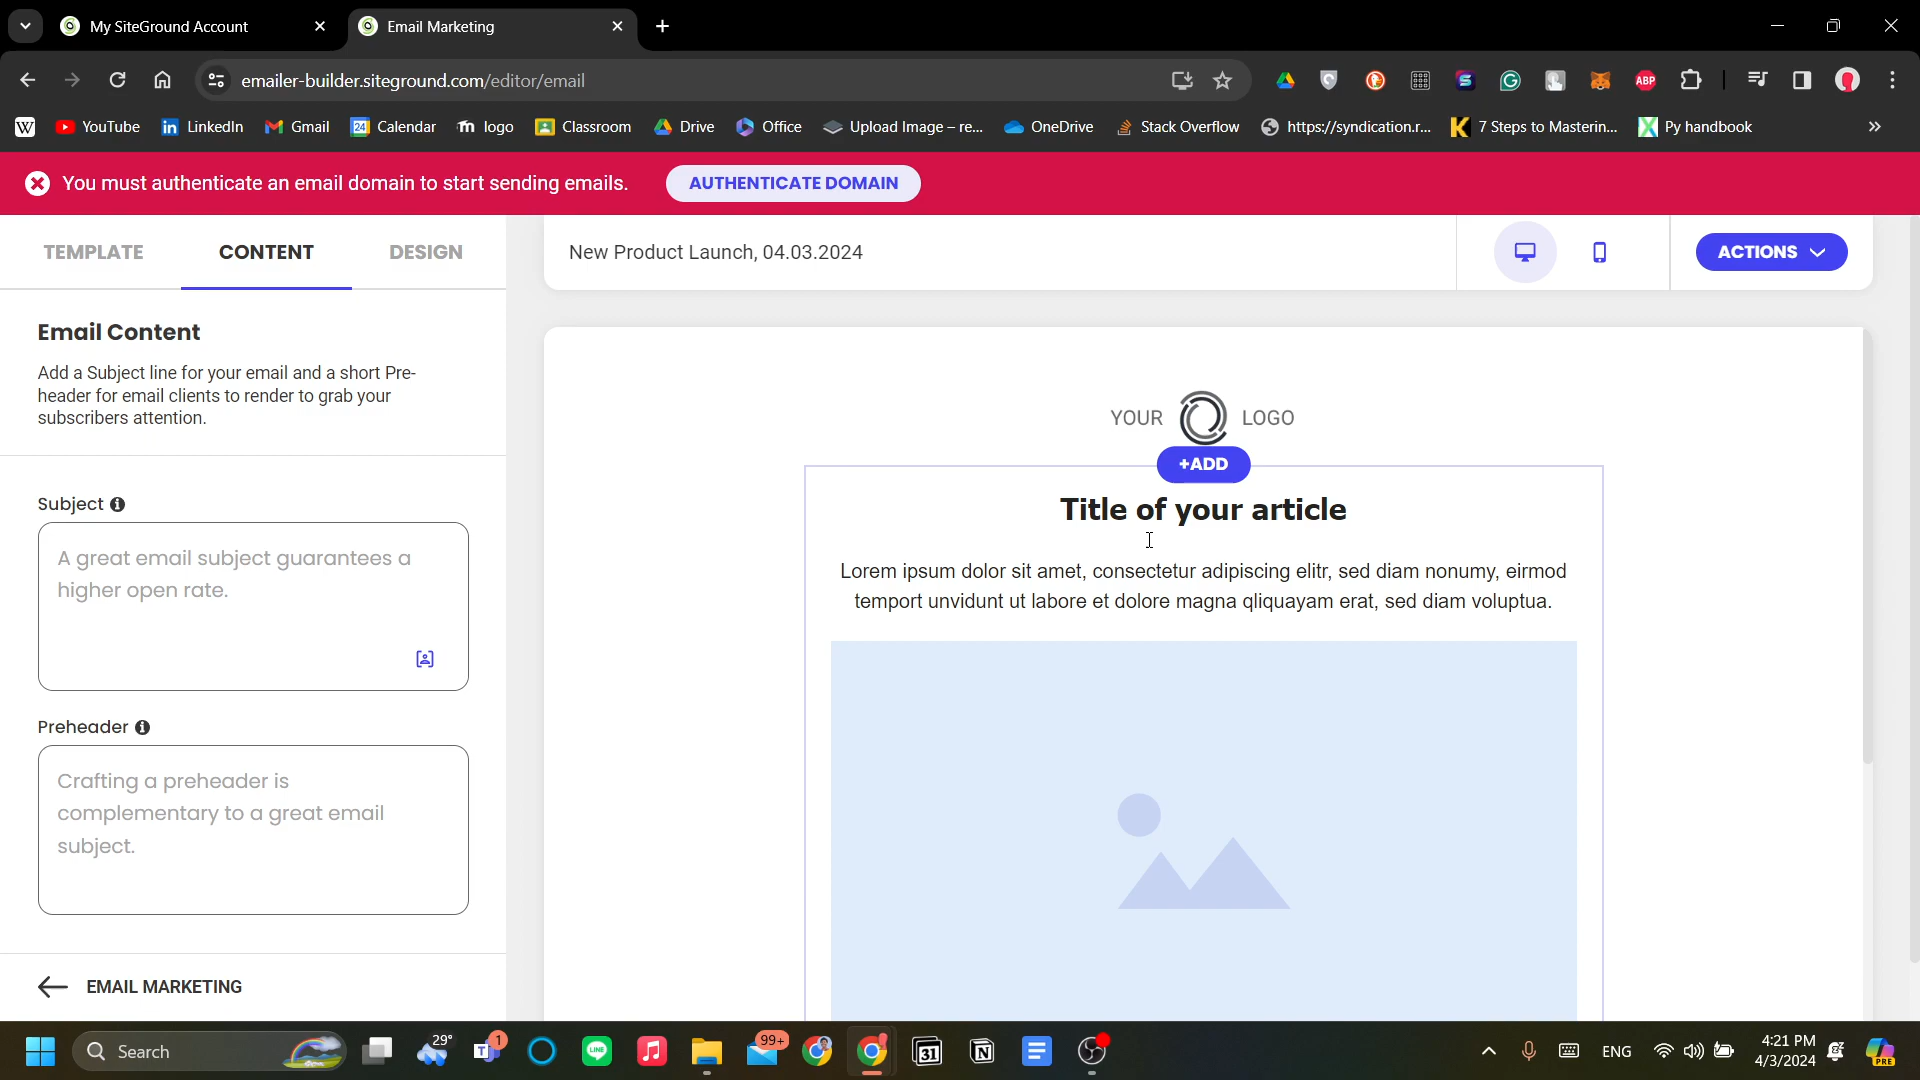 My SiteGround Account
Email Marketing
emailer-builder.siteground.com/editor/email
ABP
W YouTube LinkedIn Gmail 24 Calendar m logo Classroom Drive Office Upload Image – re... OneDrive Stack Overflow https://syndication.r... 7 Steps to Masterin... Py handbook
You must authenticate an email domain to start sending emails. AUTHENTICATE DOMAIN
TEMPLATE CONTENT DESIGN
New Product Launch, 04.03.2024
ACTIONS
Email Content
Add a Subject line for your email and a short Pre-
header for email clients to render to grab your
subscribers attention.
Subject
A great email subject guarantees a
higher open rate.
Preheader
Crafting a preheader is
complementary to a great email
subject.
EMAIL MARKETING
YOUR LOGO
+ADD
Title of your article
Lorem ipsum dolor sit amet, consectetur adipiscing elitr, sed diam nonumy, eirmod
temport unvidunt ut labore et dolore magna qliquayam erat, sed diam voluptua.
Search
29°
T 1
LINE
99+
31
ENG
4:21 PM
4/3/2024
PRE